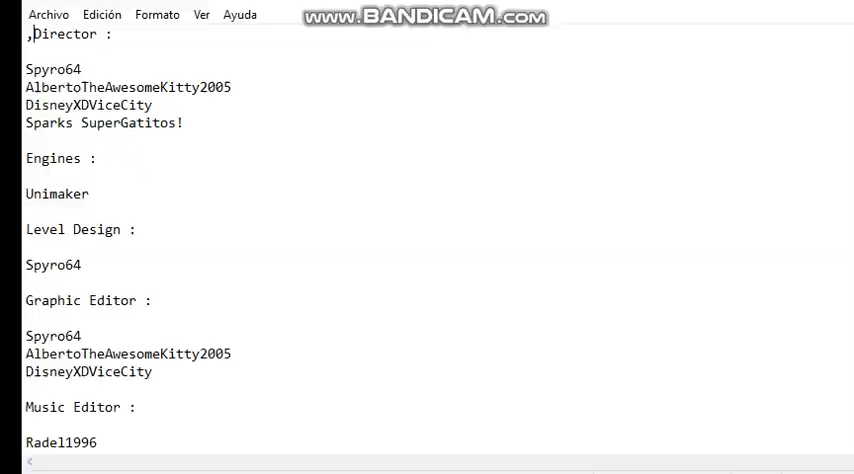 Archivo Edición Formato Ver Ayuda
www.BANDICAM.com
,Director :
Spyro64
AlbertoTheAwesomeKitty2005
DisneyXDViceCity
Sparks SuperGatitos!
Engines :
Unimaker
Level Design :
Spyro64
Graphic Editor :
Spyro64
AlbertoTheAwesomeKitty2005
DisneyXDViceCity
Music Editor :
Radel1996